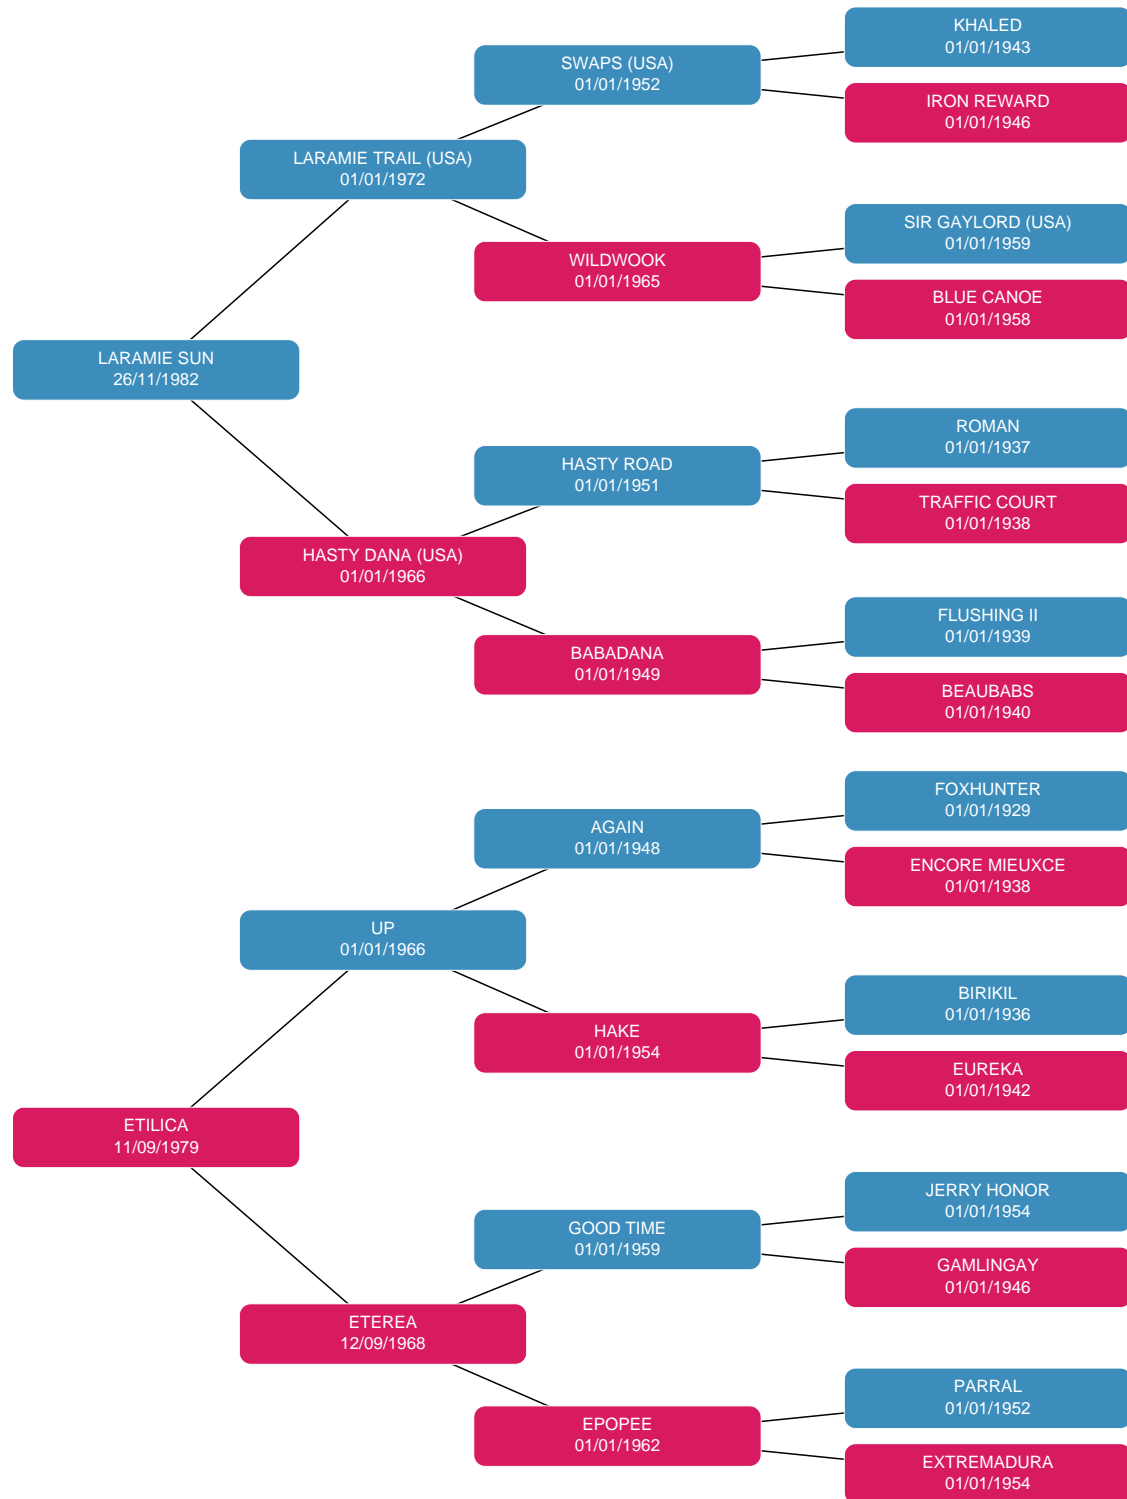 KHALED
01/01/1943
SWAPS (USA)
01/01/1952
IRON REWARD
01/01/1946
LARAMIE TRAIL (USA)
01/01/1972
SIR GAYLORD (USA)
01/01/1959
WILDWOOK
01/01/1965
BLUE CANOE
01/01/1958
LARAMIE SUN
26/11/1982
ROMAN
01/01/1937
HASTY ROAD
01/01/1951
TRAFFIC COURT
01/01/1938
HASTY DANA (USA)
01/01/1966
FLUSHING II
01/01/1939
BABADANA
01/01/1949
BEAUBABS
01/01/1940
FOXHUNTER
01/01/1929
AGAIN
01/01/1948
ENCORE MIEUXCE
01/01/1938
UP
01/01/1966
BIRIKIL
01/01/1936
HAKE
01/01/1954
EUREKA
01/01/1942
ETILICA
11/09/1979
JERRY HONOR
01/01/1954
GOOD TIME
01/01/1959
GAMLINGAY
01/01/1946
ETEREA
12/09/1968
PARRAL
01/01/1952
EPOPEE
01/01/1962
EXTREMADURA
01/01/1954